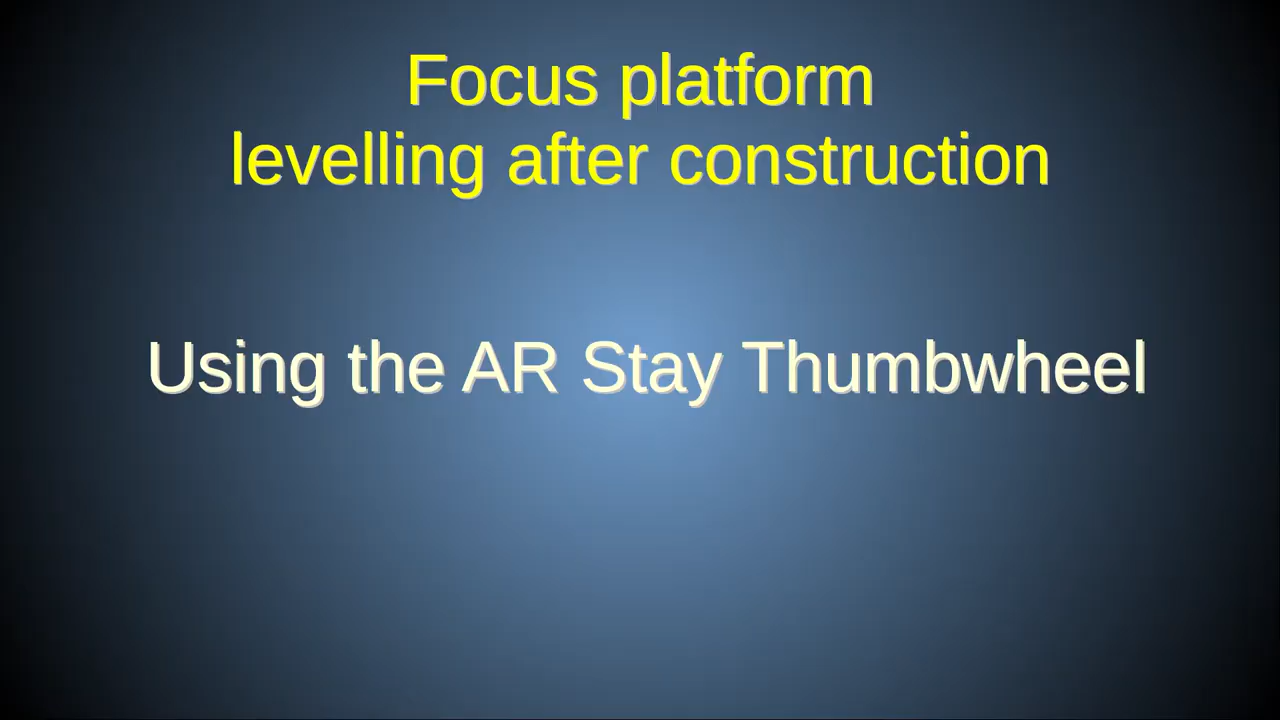 Focus platform
levelling after construction
Using the AR Stay Thumbwheel